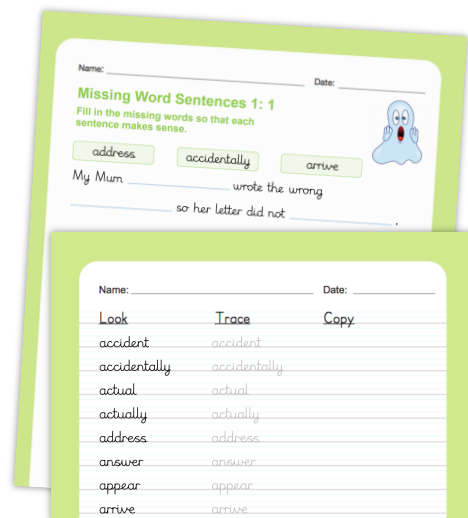 Name: Date:
Missing Word Sentences 1: 1
Fill in the missing words so that each
sentence makes sense.
address accidentally arrive
My Mum wrote the wrong
so her letter did not .
Name: Date:
Look Trace Copy
accident accident
accidentally accidentally
actual actual
actually actually
address address
answer answer
appear appear
arrive arrive